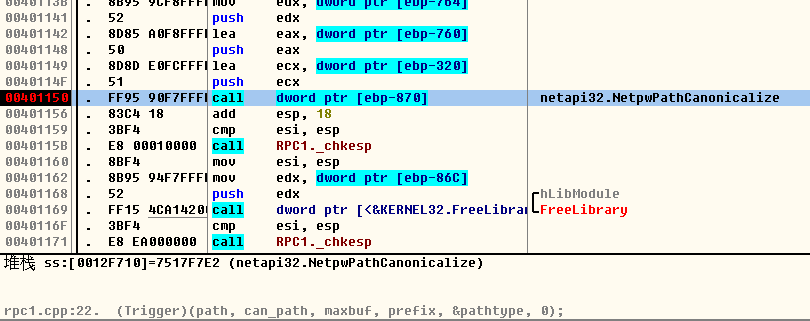 0040113B . 8B95 9CF8FFFF mov edx, dword ptr [ebp-764]
00401141 . 52 push edx
00401142 . 8D85 A0F8FFFF lea eax, dword ptr [ebp-760]
00401148 . 50 push eax
00401149 . 8D8D E0FCFFFF lea ecx, dword ptr [ebp-320]
0040114F . 51 push ecx
00401150 . FF95 90F7FFFF call dword ptr [ebp-870] netapi32.NetpwPathCanonicalize
00401156 . 83C4 18 add esp, 18
00401159 . 3BF4 cmp esi, esp
0040115B . E8 00010000 call RPC1._chkesp
00401160 . 8BF4 mov esi, esp
00401162 . 8B95 94F7FFFF mov edx, dword ptr [ebp-86C]
00401168 . 52 push edx hLibModule
00401169 . FF15 4CA14200 call dword ptr [<&KERNEL32.FreeLibrar FreeLibrary
0040116F . 3BF4 cmp esi, esp
00401171 . E8 EA000000 call RPC1._chkesp
堆栈 ss:[0012F710]=7517F7E2 (netapi32.NetpwPathCanonicalize)
rpc1.cpp:22. (Trigger)(path, can_path, maxbuf, prefix, &pathtype, 0);